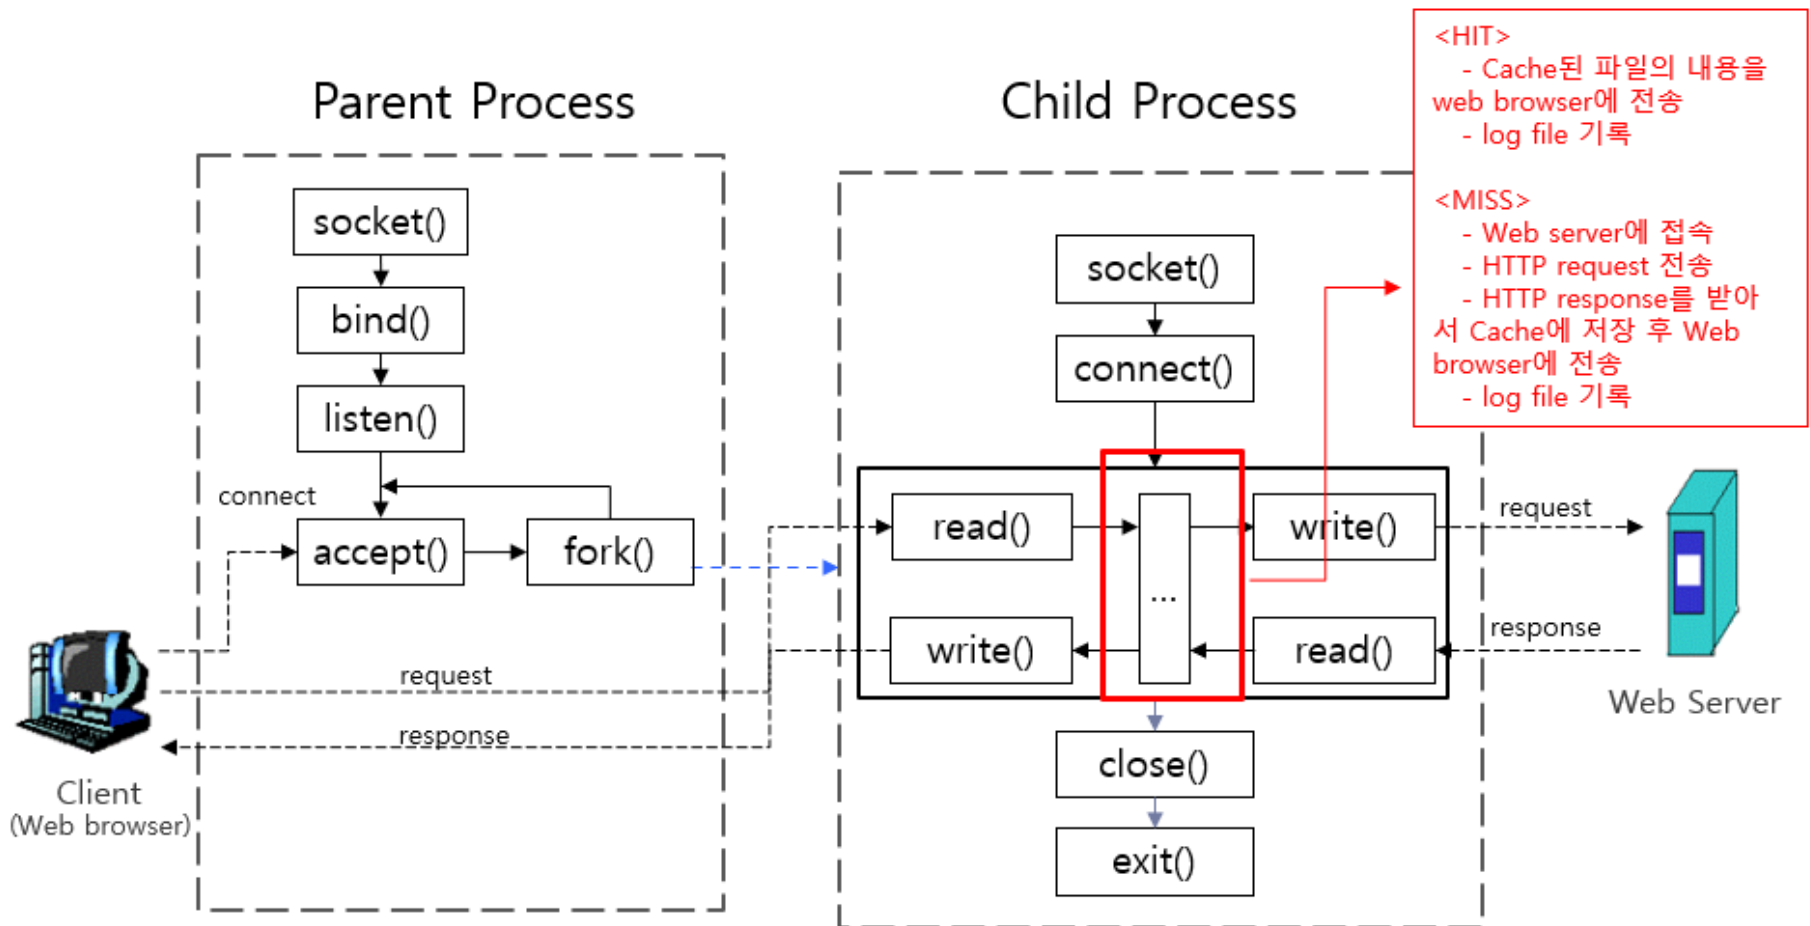 Parent Process
socket()
bind()
listen()
connect
accept()
fork()
request
response
Client
(Web browser)
Child Process
socket()
connect()
read()
...
write()
write()
read()
close()
exit()
request
response
Web Server
<HIT>
- Cache된 파일의 내용을
web browser에 전송
- log file 기록
<MISS>
- Web server에 접속
- HTTP request 전송
- HTTP response를 받아
서 Cache에 저장 후 Web
browser에 전송
- log file 기록